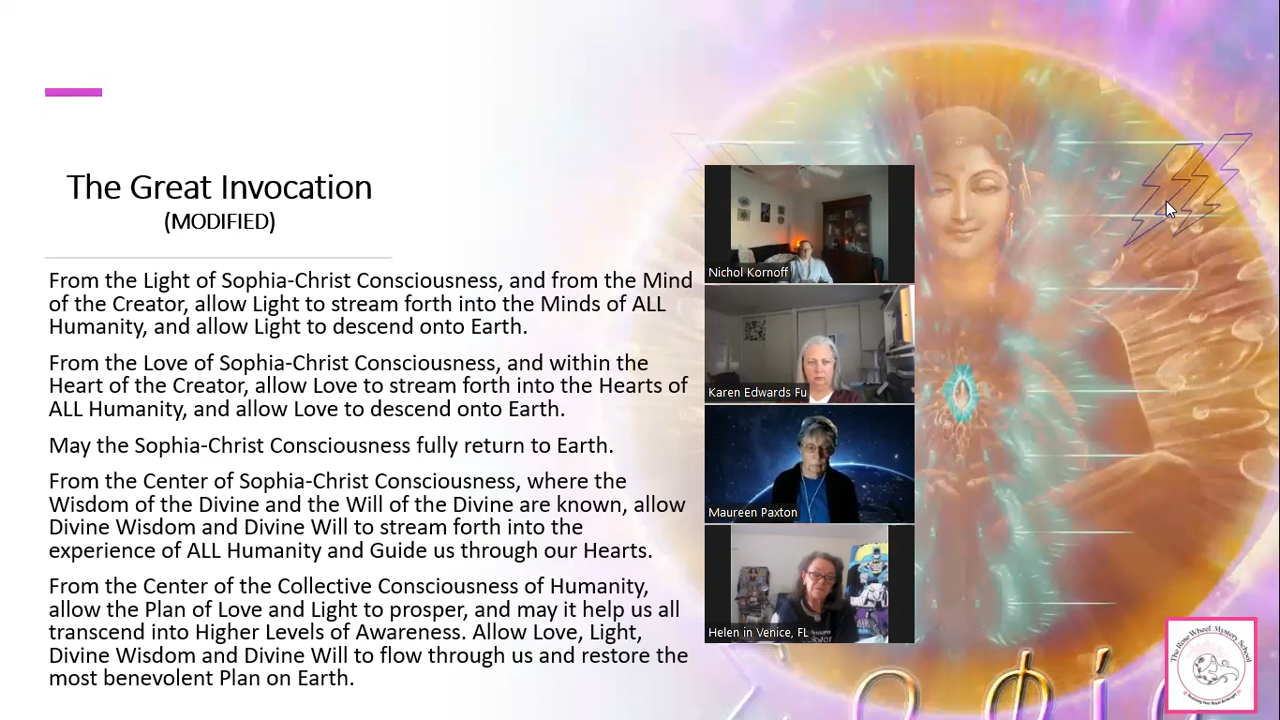 The Great Invocation
(MODIFIED)
From the Light of Sophia-Christ Consciousness, and from the Mind
of the Creator, allow Light to stream forth into the Minds of ALL
Humanity, and allow Light to descend onto Earth.
From the Love of Sophia-Christ Consciousness, and within the
Heart of the Creator, allow Love to stream forth into the Hearts of
ALL Humanity, and allow Love to descend onto Earth.
May the Sophia-Christ Consciousness fully return to Earth.
From the Center of Sophia-Christ Consciousness, where the
Wisdom of the Divine and the Will of the Divine are known, allow
Divine Wisdom and Divine Will to stream forth into the
experience of ALL Humanity and Guide us through our Hearts.
From the Center of the Collective Consciousness of Humanity,
allow the Plan of Love and Light to prosper, and may it help us all
transcend into Higher Levels of Awareness. Allow Love, Light,
Divine Wisdom and Divine Will to flow through us and restore the
most benevolent Plan on Earth.
Nichol Kornoff
Karen Edwards Fu
Maureen Paxton
Helen in Venice, FL
The Rose Wheel Mystery School